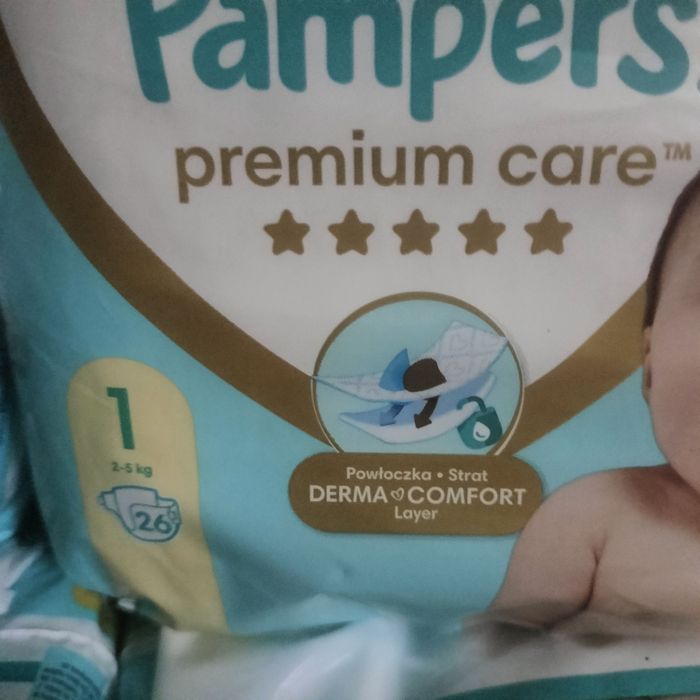 Pampers
premium care™
1
2-5 kg
26
Powłoczka • Strat
DERMA♡COMFORT
Layer